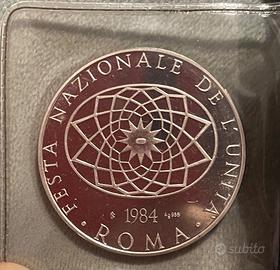 FESTA NAZIONALE DE L'UNITÀ
1984
ROMA
subito